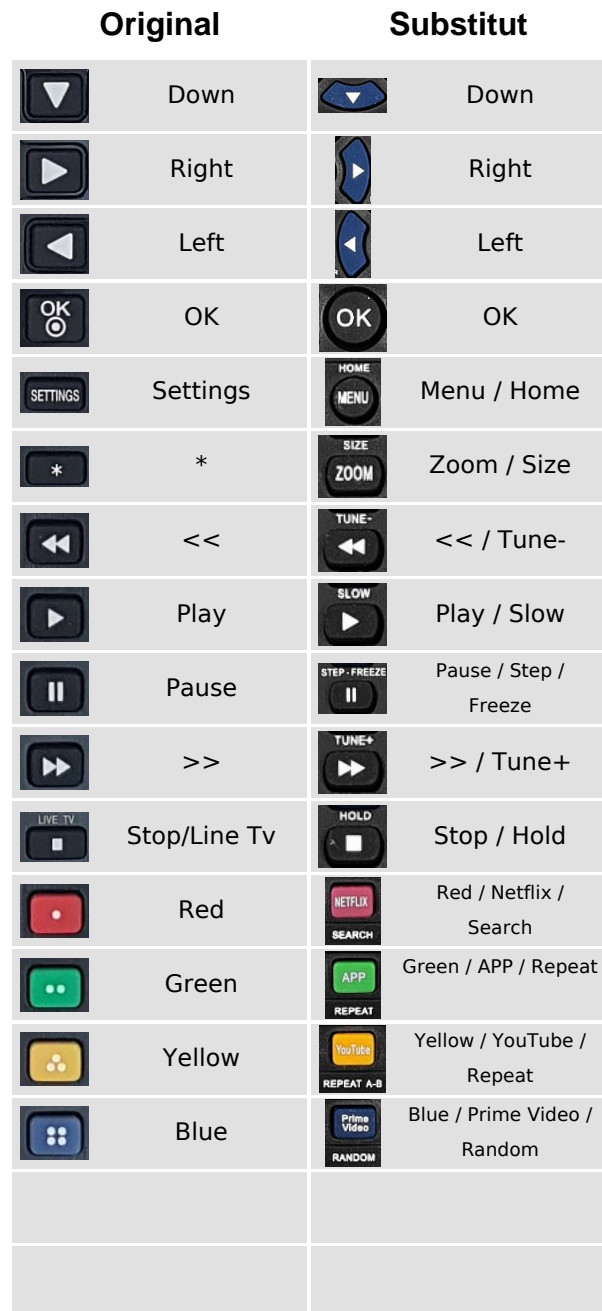 Original Substitut
Down Down
Right Right
Left Left
OK OK OK OK
SETTINGS Settings HOME MENU Menu / Home
* * SIZE ZOOM Zoom / Size
<< TUNE- << / Tune-
Play SLOW Play / Slow
Pause STEP-FREEZE Pause / Step /
Freeze
>> TUNE+ >> / Tune+
LIVE TV Stop/Line Tv HOLD Stop / Hold
Red NETFLIX Red / Netflix /
SEARCH Search
Green APP Green / APP / Repeat
REPEAT
Yellow YouTube Yellow / YouTube /
REPEAT A-B Repeat
Blue Prime Video Blue / Prime Video /
RANDOM Random